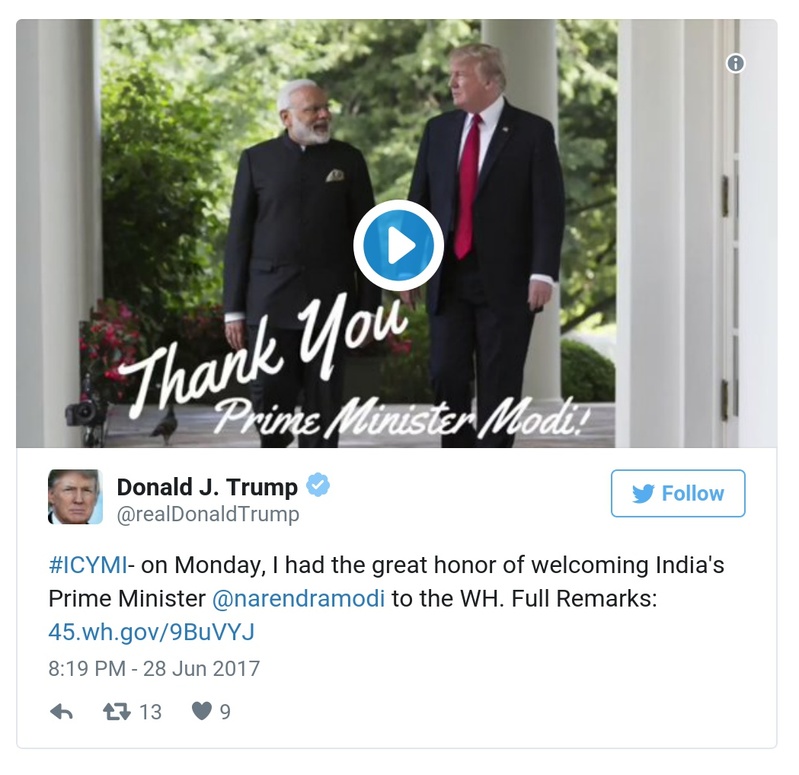 Thank You
Prime Minister Modi!
Donald J. Trump
@realDonaldTrump
Follow
#ICYMI- on Monday, I had the great honor of welcoming India's
Prime Minister @narendramodi to the WH. Full Remarks:
45.wh.gov/9BuVYJ
8:19 PM - 28 Jun 2017
13 9